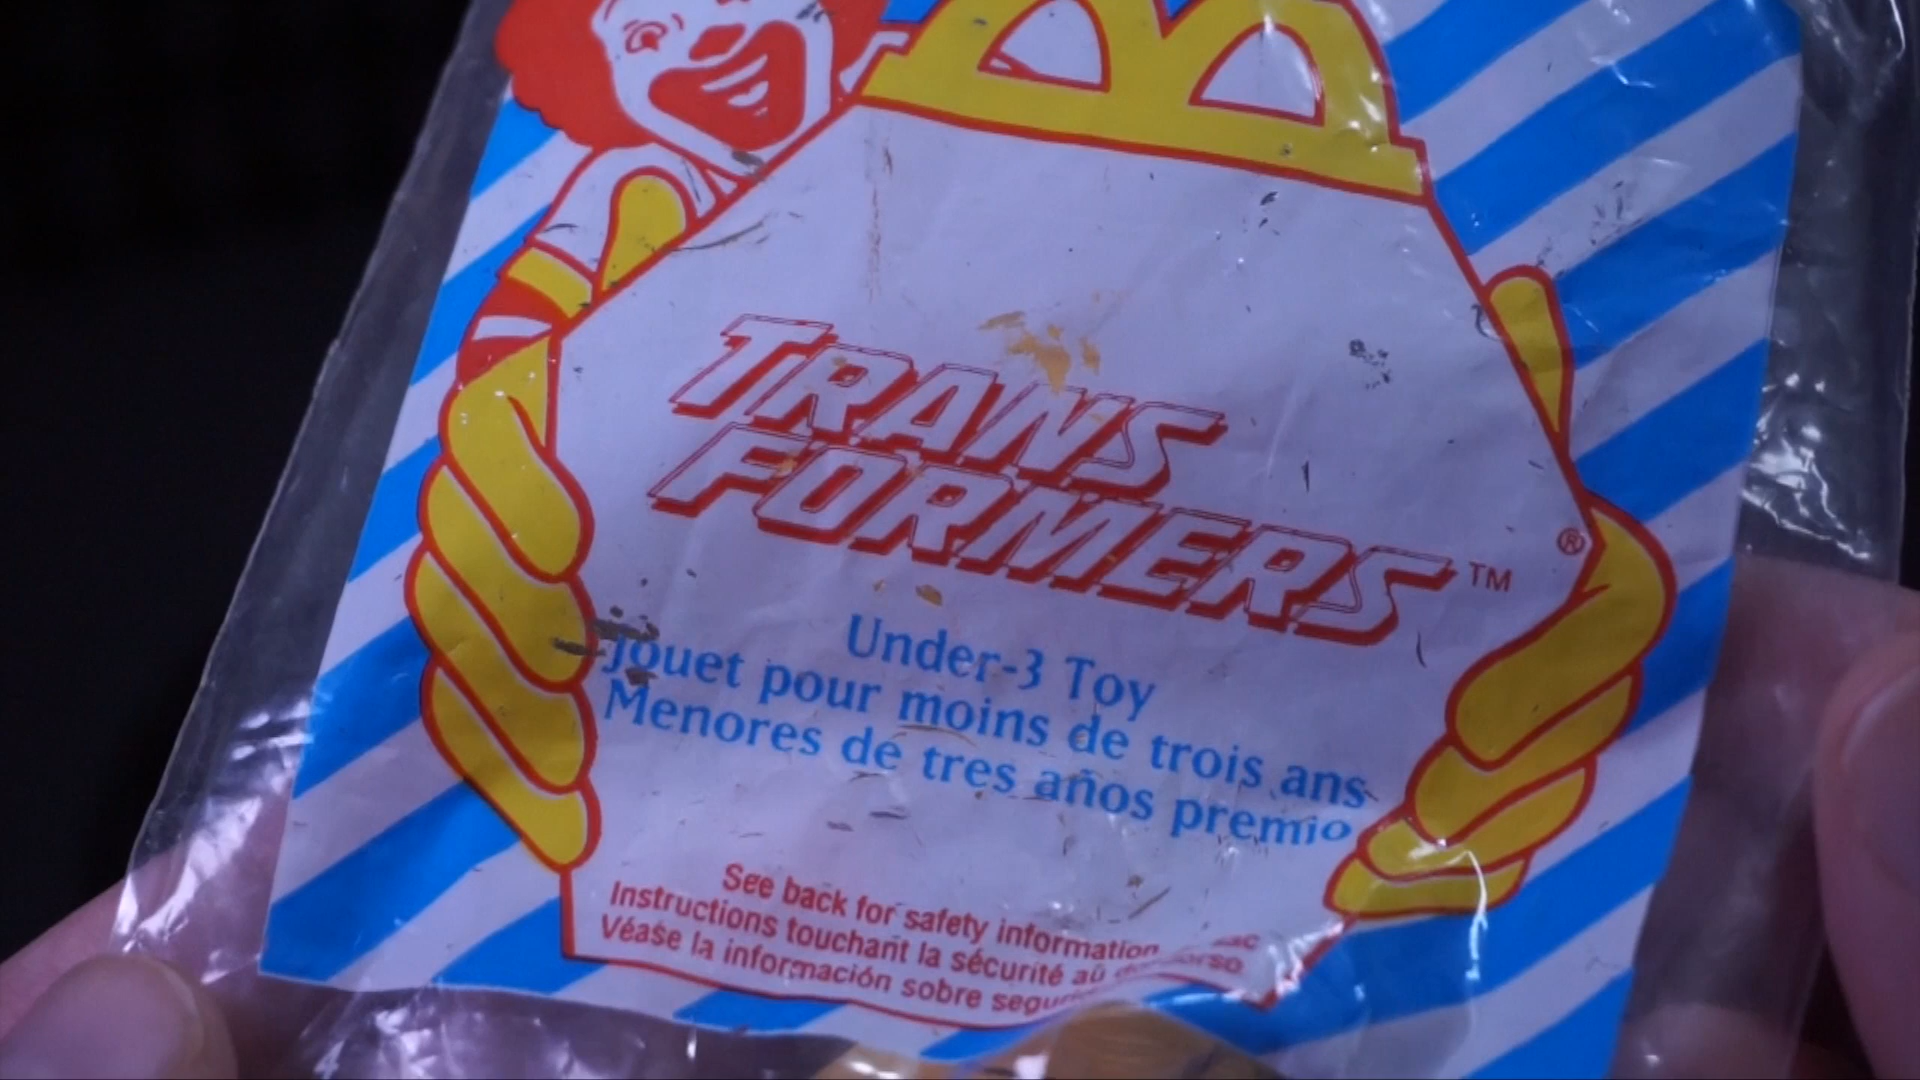 TRANS
FORMERS ™
®
Under-3 Toy
Jouet pour moins de trois ans
Menores de tres años premio
See back for safety information
Instructions touchant la sécurité au
Véase la información sobre